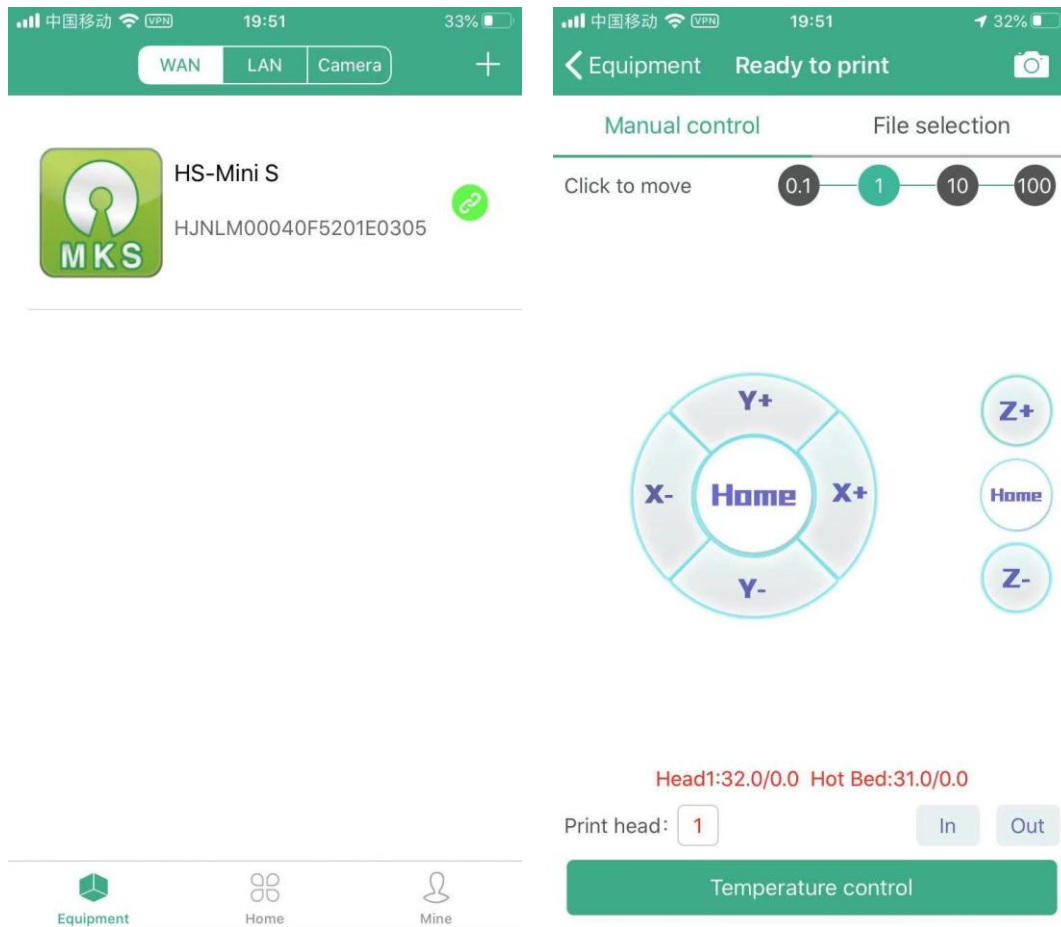 中国移动 VPN 19:51 33%
WAN LAN Camera
HS-Mini S
HJNLM00040F5201E0305
MKS
Equipment Home Mine
中国移动 VPN 19:51 32%
Equipment Ready to print
Manual control File selection
Click to move 0.1 1 10 100
Y+
Z+
X- Home X+ Home
Y-
Z-
Head1:32.0/0.0 Hot Bed:31.0/0.0
Print head: 1 In Out
Temperature control